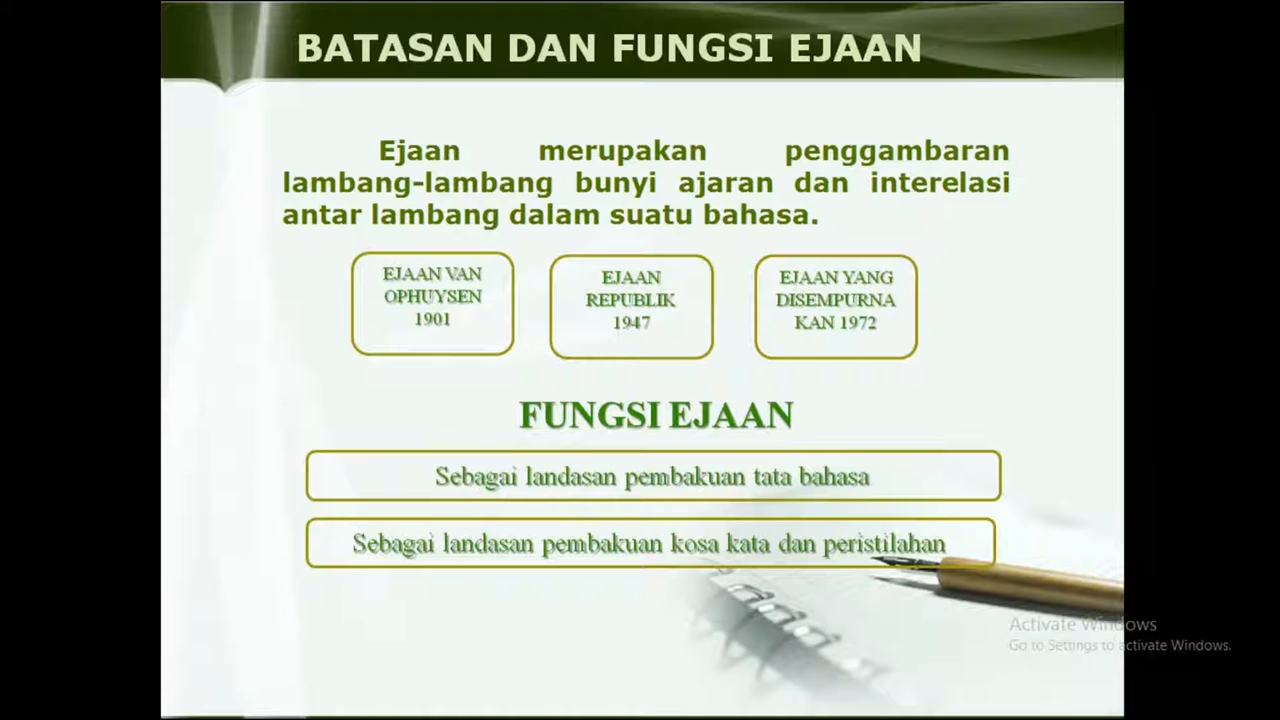 BATASAN DAN FUNGSI EJAAN
Ejaan merupakan penggambaran
lambang-lambang bunyi ajaran dan interelasi
antar lambang dalam suatu bahasa.
EJAAN VAN
OPHUYSEN
1901
EJAAN
REPUBLIK
1947
EJAAN YANG
DISEMPURNA
KAN 1972
FUNGSI EJAAN
Sebagai landasan pembakuan tata bahasa
Sebagai landasan pembakuan kosa kata dan peristilahan
Activate Windows
Go to Settings to activate Windows.